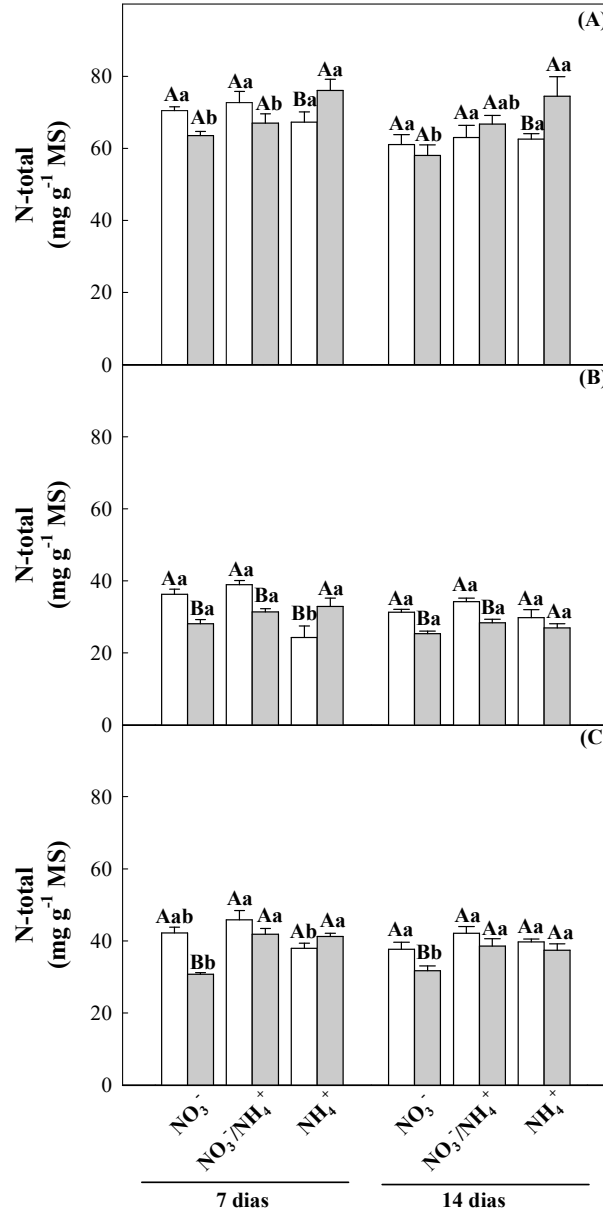 (A)
N-total
(mg g⁻¹ MS)
80
60
40
20
0
Aa Ab Aa Ab Ba Aa Aa Ab Aa Aab Ba Aa
(B)
N-total
(mg g⁻¹ MS)
80
60
40
20
0
Aa Ba Aa Ba Bb Aa Aa Ba Aa Ba Aa Aa
(C
N-total
(mg g⁻¹ MS)
80
60
40
20
0
Aab Bb Aa Aa Ab Aa Aa Bb Aa Aa Aa Aa
NO₃⁻ NO₃⁻/NH₄⁺ NH₄⁺ NO₃⁻ NO₃⁻/NH₄⁺ NH₄⁺
7 dias 14 dias